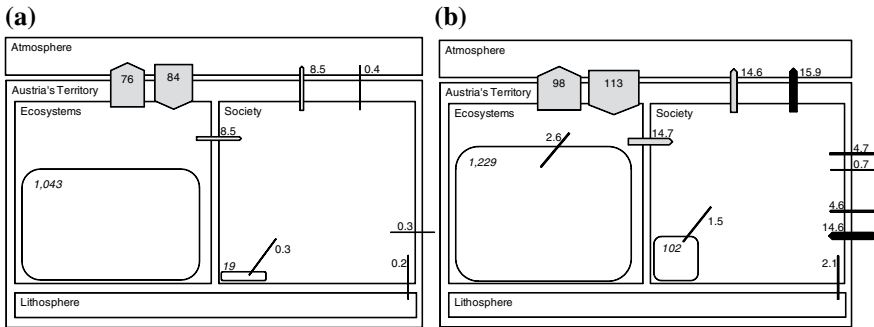 (a)
Atmosphere
76
84
8.5
0.4
Austria's Territory
Ecosystems
Society
8.5
1,043
0.3
0.3
19
0.2
Lithosphere
(b)
Atmosphere
98
113
14.6
15.9
Austria's Territory
Ecosystems
Society
2.6
14.7
4.7
1,229
0.7
4.6
1.5
14.6
102
2.1
Lithosphere